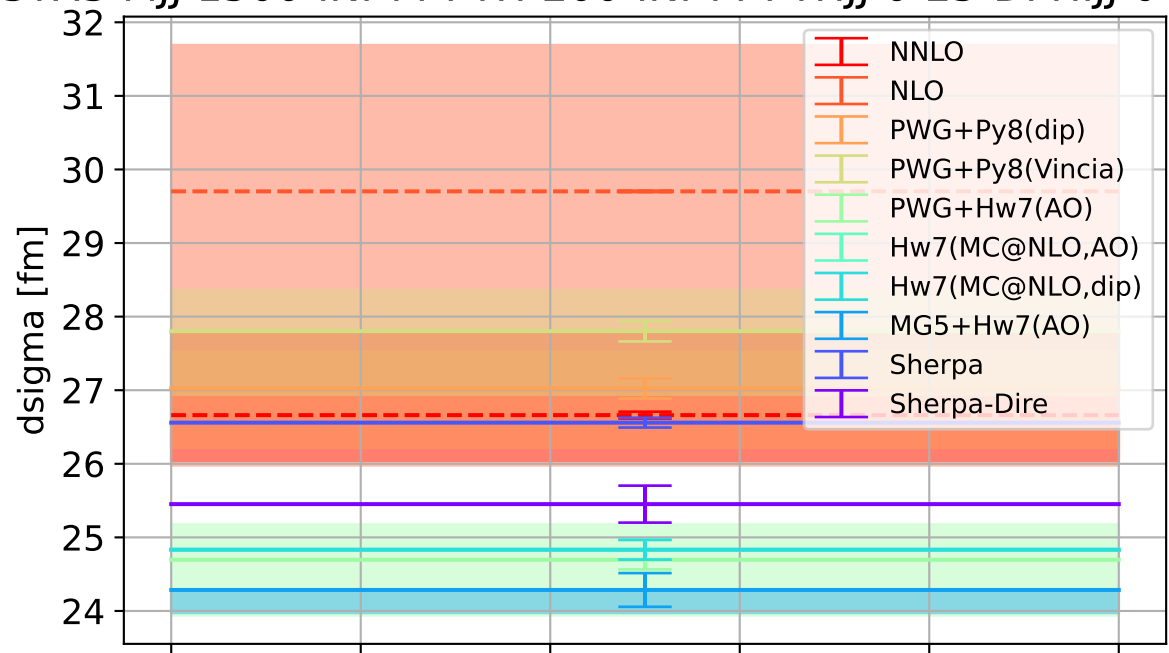 32
31
30
29
28
27
26
25
24
dsigma [fm]
NNLO
NLO
PWG+Py8(dip)
PWG+Py8(Vincia)
PWG+Hw7(AO)
Hw7(MC@NLO,AO)
Hw7(MC@NLO,dip)
MG5+Hw7(AO)
Sherpa
Sherpa-Dire